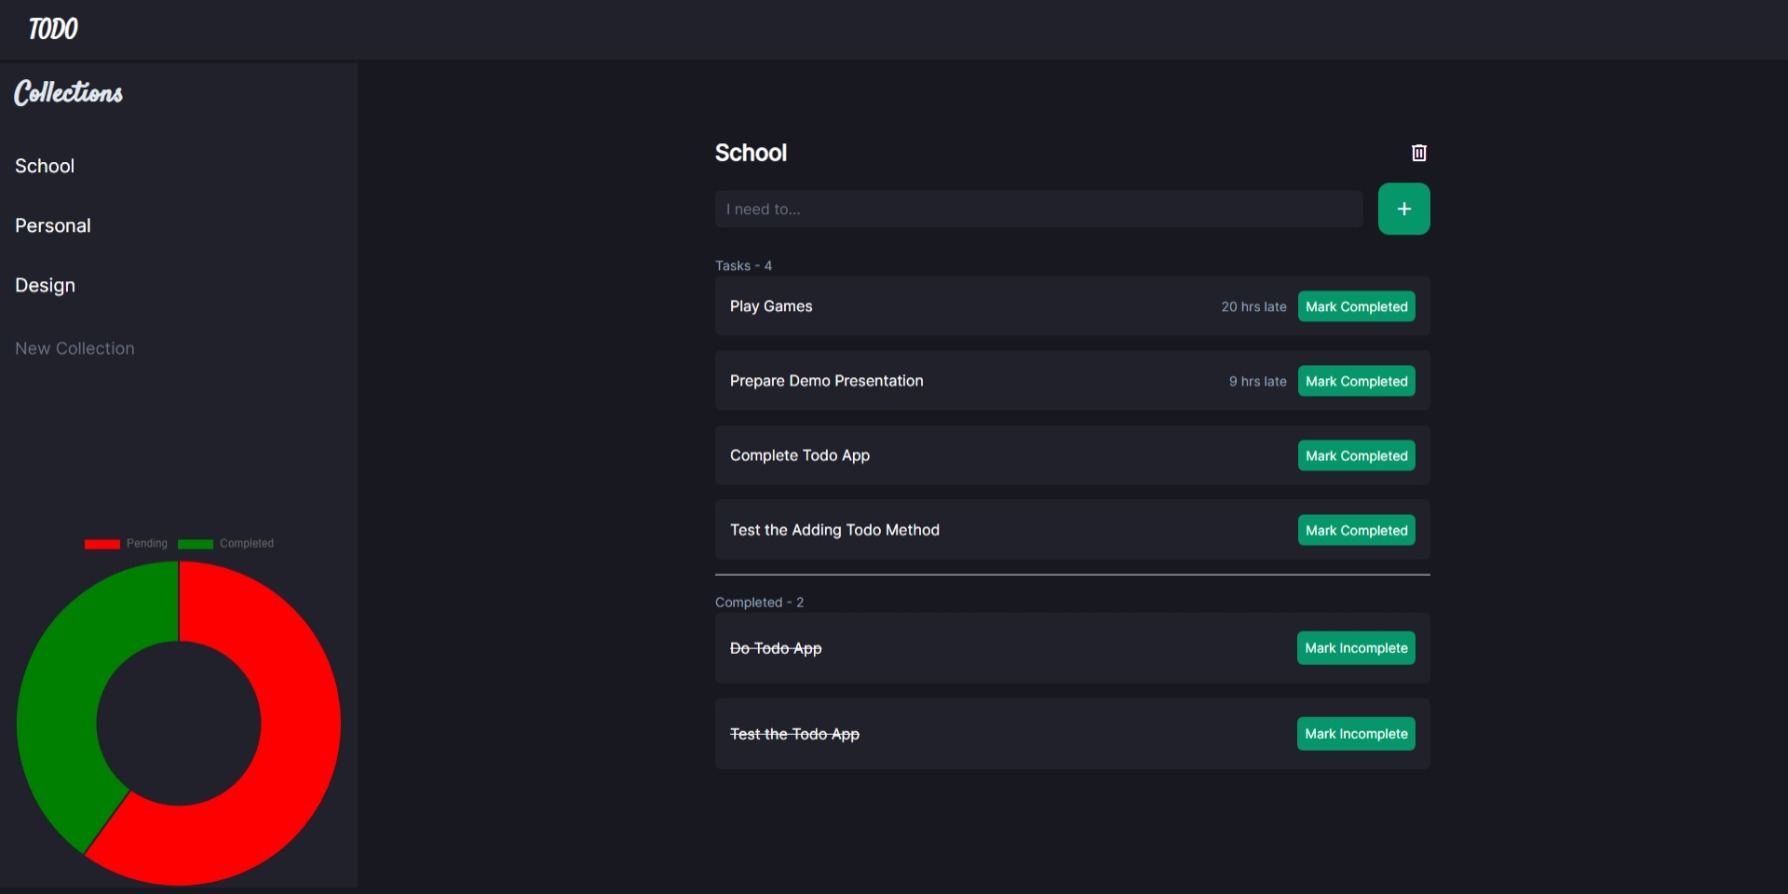 TODO
Collections
School
Personal
Design
New Collection
Pending Completed
School
I need to...
+
Tasks - 4
Play Games 20 hrs late Mark Completed
Prepare Demo Presentation 9 hrs late Mark Completed
Complete Todo App Mark Completed
Test the Adding Todo Method Mark Completed
Completed - 2
Do Todo App Mark Incomplete
Test the Todo App Mark Incomplete